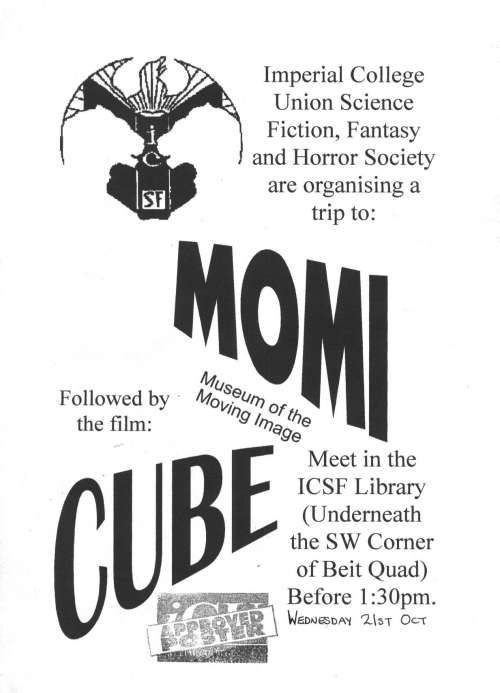 iC
SF
Imperial College
Union Science
Fiction, Fantasy
and Horror Society
are organising a
trip to:
MOMI
Museum of the
Moving Image
Followed by
the film:
CUBE
Meet in the
ICSF Library
(Underneath
the SW Corner
of Beit Quad)
Before 1:30pm.
WEDNESDAY 21ST OCT
icu
APPROVED
POSTER